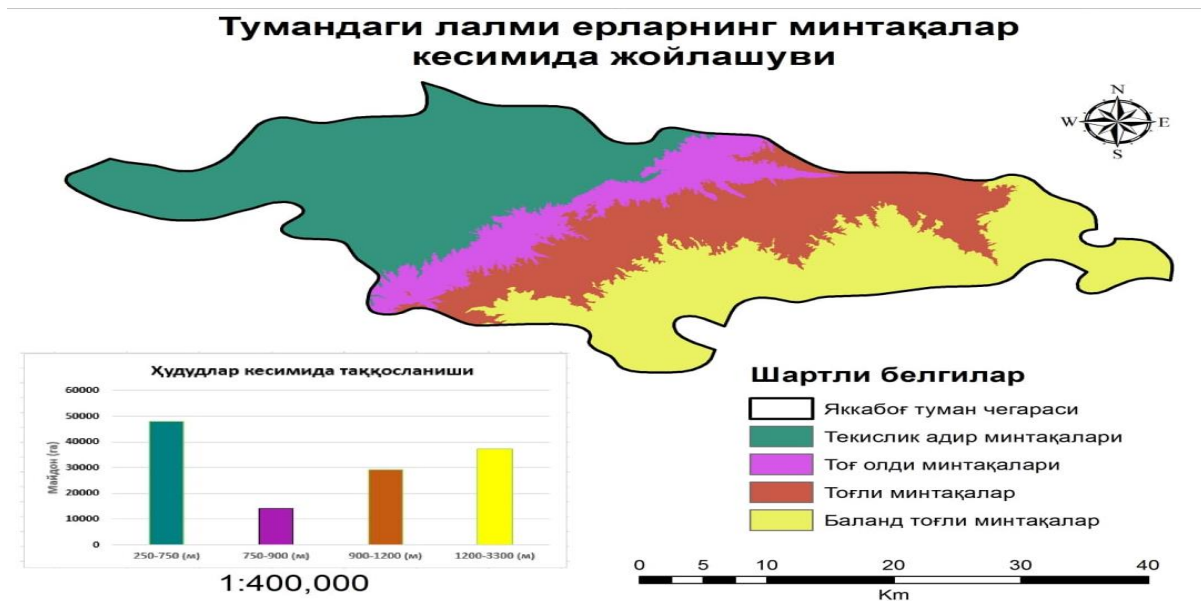 Тумандаги лалми ерларнинг минтақалар
кесимида жойлашуви
N
W E
S
Ҳудудлар кесимида таққосланиши
60000
50000
40000
30000
20000
10000
0
Майдон (га)
250-750 (м) 750-900 (м) 900-1200 (м) 1200-3300 (м)
1:400,000
Шартли белгилар
Яккабоғ туман чегараси
Текислик адир минтақалари
Тоғ олди минтақалари
Тоғли минтақалар
Баланд тоғли минтақалар
0 5 10 20 30 40
Km